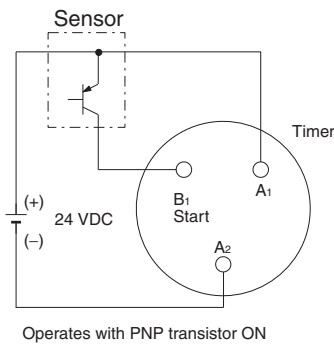 Sensor
Timer
A1
B1
Start
(+)
24 VDC
(−)
A2
Operates with PNP transistor ON